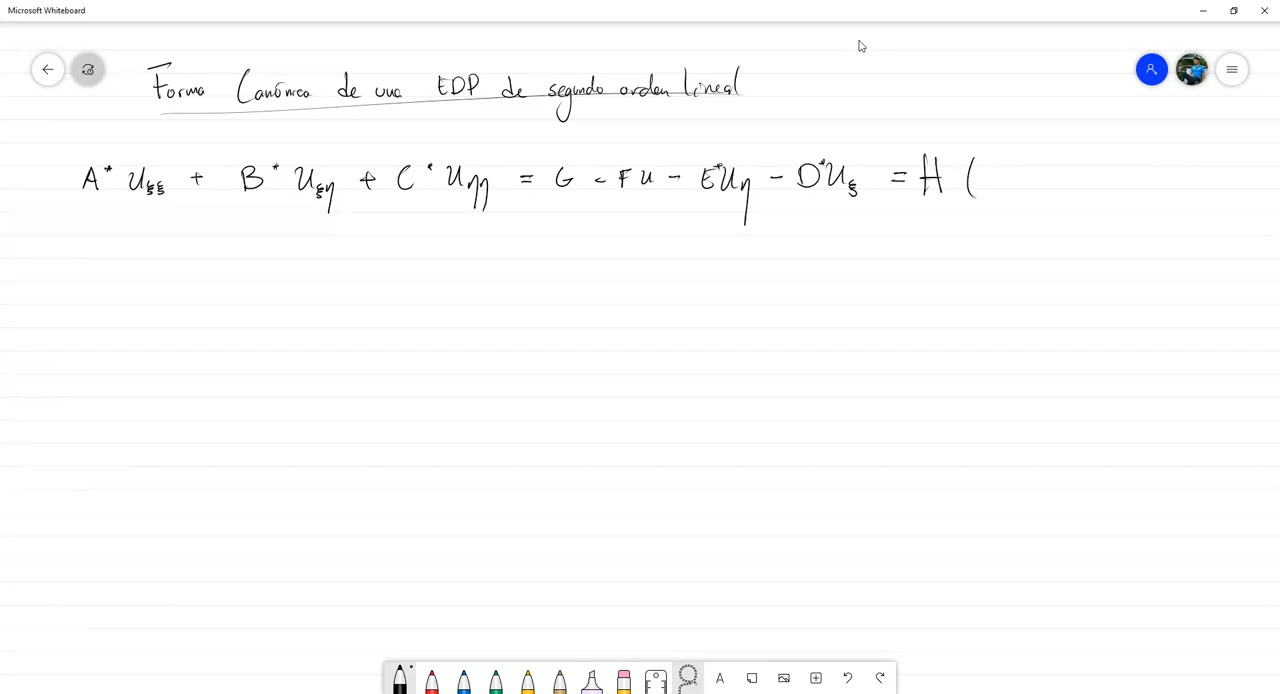 Microsoft Whiteboard
Forma Canónica de una EDP de segundo orden lineal
A* U_ξξ + B* U_ξη + C* U_ηη = G - Fu - E*U_η - D*U_ξ = H (
A